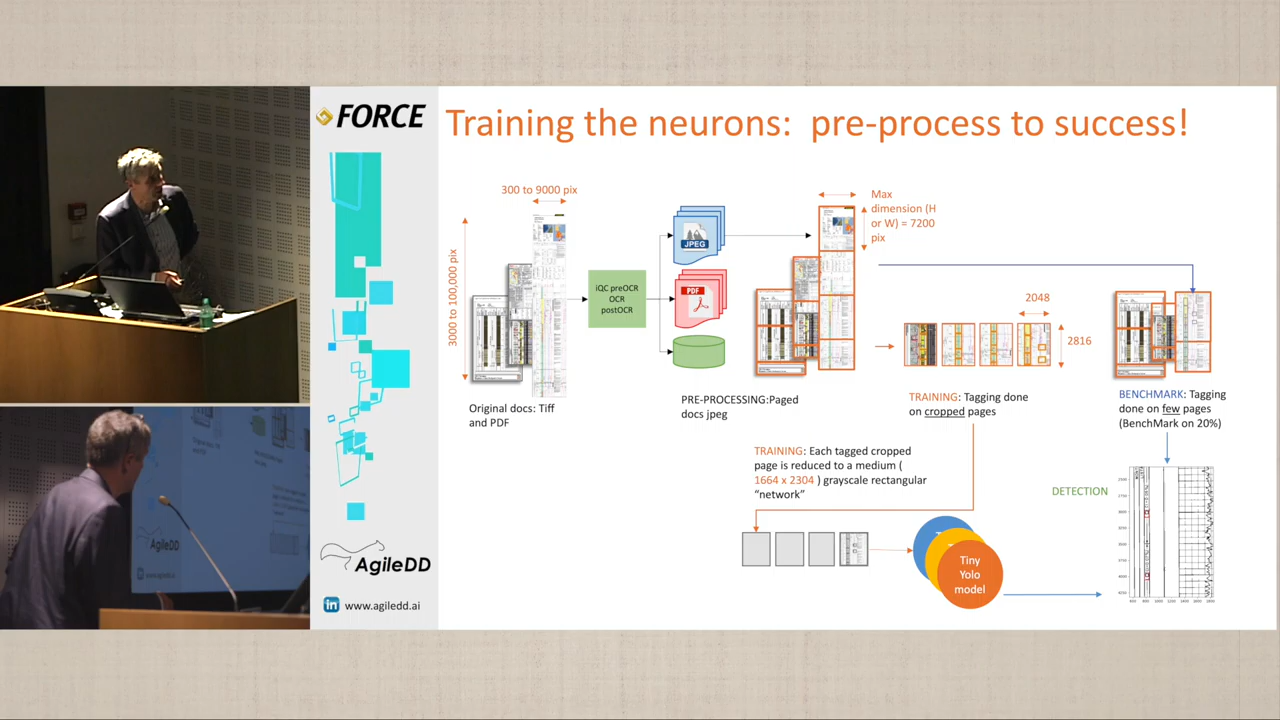 FORCE
Training the neurons: pre-process to success!
300 to 9000 pix
3000 to 100,000 pix
Original docs: Tiff
and PDF
iQC preOCR
OCR
postOCR
JPEG
PDF
PRE-PROCESSING:Paged
docs jpeg
Max
dimension (H
or W) = 7200
pix
2048
2816
TRAINING: Tagging done
on cropped pages
BENCHMARK: Tagging
done on few pages
(BenchMark on 20%)
TRAINING: Each tagged cropped
page is reduced to a medium (
1664 x 2304 ) grayscale rectangular
"network"
DETECTION
Tiny
Yolo
model
AgileDD
in www.agiledd.ai
AgileDD